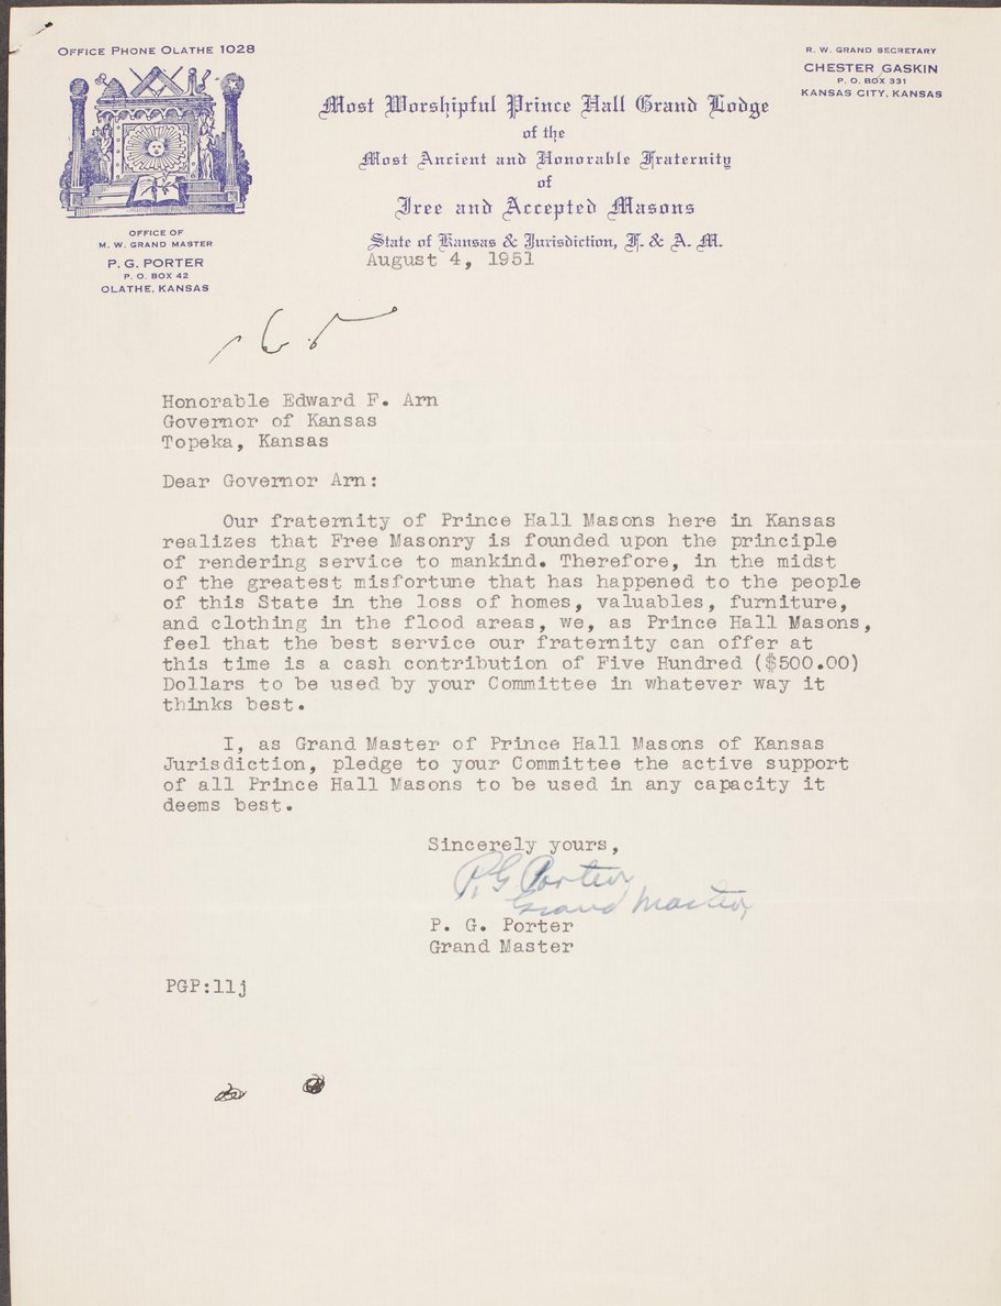 OFFICE PHONE OLATHE 1028
OFFICE OF
M. W. GRAND MASTER
P. G. PORTER
P. O. BOX 42
OLATHE, KANSAS
Most Worshipful Prince Hall Grand Lodge
of the
Most Ancient and Honorable Fraternity
of
Free and Accepted Masons
State of Kansas & Jurisdiction, F. & A. M.
R. W. GRAND SECRETARY
CHESTER GASKIN
P. O. BOX 331
KANSAS CITY, KANSAS
August 4, 1951
Honorable Edward F. Arn
Governor of Kansas
Topeka, Kansas
Dear Governor Arn:
Our fraternity of Prince Hall Masons here in Kansas
realizes that Free Masonry is founded upon the principle
of rendering service to mankind. Therefore, in the midst
of the greatest misfortune that has happened to the people
of this State in the loss of homes, valuables, furniture,
and clothing in the flood areas, we, as Prince Hall Masons,
feel that the best service our fraternity can offer at
this time is a cash contribution of Five Hundred ($500.00)
Dollars to be used by your Committee in whatever way it
thinks best.
I, as Grand Master of Prince Hall Masons of Kansas
Jurisdiction, pledge to your Committee the active support
of all Prince Hall Masons to be used in any capacity it
deems best.
Sincerely yours,
P.G Porter
Grand Master
P. G. Porter
Grand Master
PGP:llj